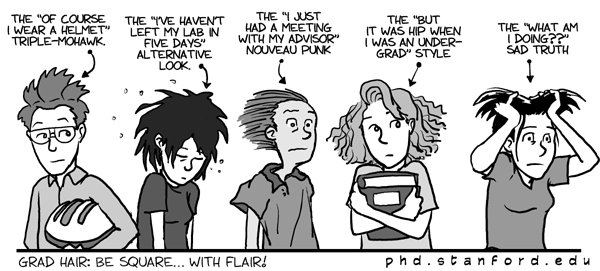 THE "OF COURSE
I WEAR A HELMET"
TRIPLE-MOHAWK.
THE "I'VE HAVEN'T
LEFT MY LAB IN
FIVE DAYS"
ALTERNATIVE
LOOK.
THE "I JUST
HAD A MEETING
WITH MY ADVISOR"
NOUVEAU PUNK
THE "BUT
IT WAS HIP WHEN
I WAS AN UNDER-
GRAD" STYLE
THE "WHAT AM
I DOING??"
SAD TRUTH
GRAD HAIR: BE SQUARE... WITH FLAIR!
phd.stanford.edu